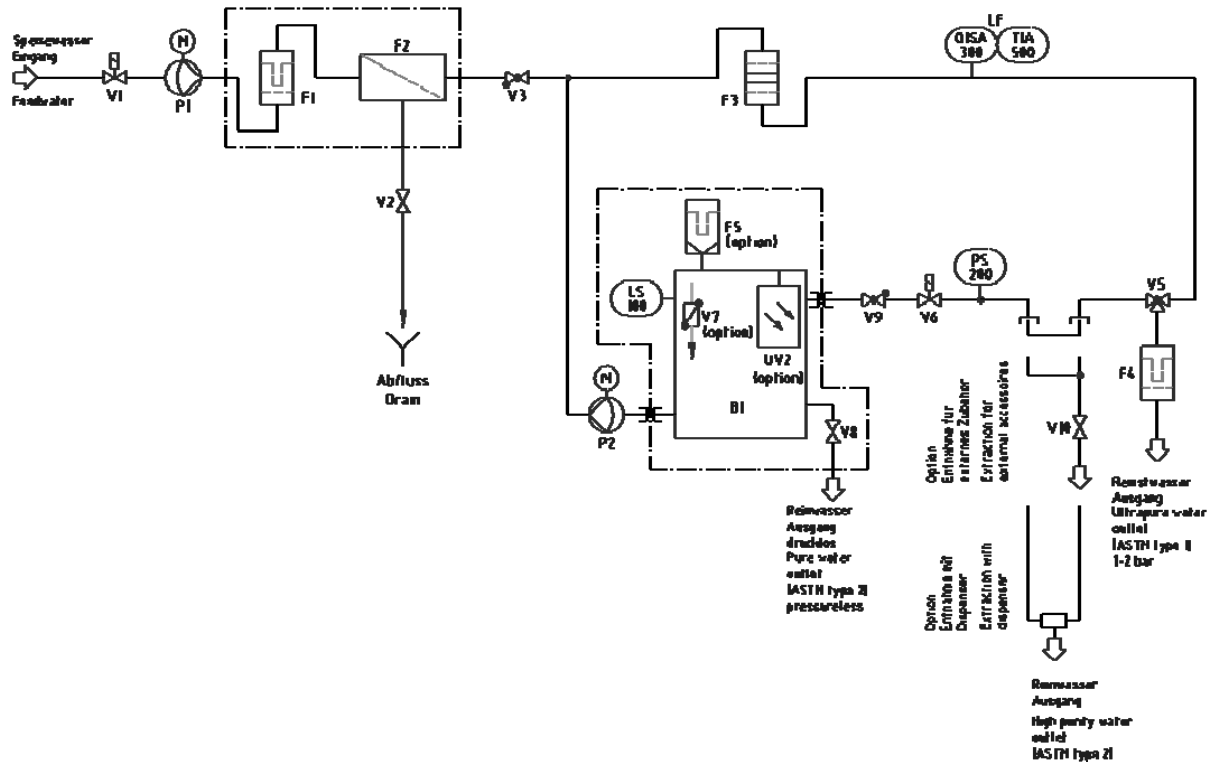 Speisewasser
Eingang
Feedwater
V1
M
P1
F1
F2
V2
Abfluss
Drain
V3
F3
LF
QISA
300
TIA
500
F5
(option)
LS
100
V7
(option)
UV2
(option)
B1
M
P2
V8
V9
V6
PS
200
V5
F4
V10
Reinwasser
Ausgang
drucklos
Pure water
outlet
(ASTM type 2)
pressureless
Option
Entnahme für
externes Zubehör
Extraction for
external accessoires
Option
Entnahme mit
Dispenser
Extraction with
dispenser
Reinstwasser
Ausgang
Ultrapure water
outlet
(ASTM type 1)
1-2 bar
Reinwasser
Ausgang
High purity water
outlet
(ASTM type 2)